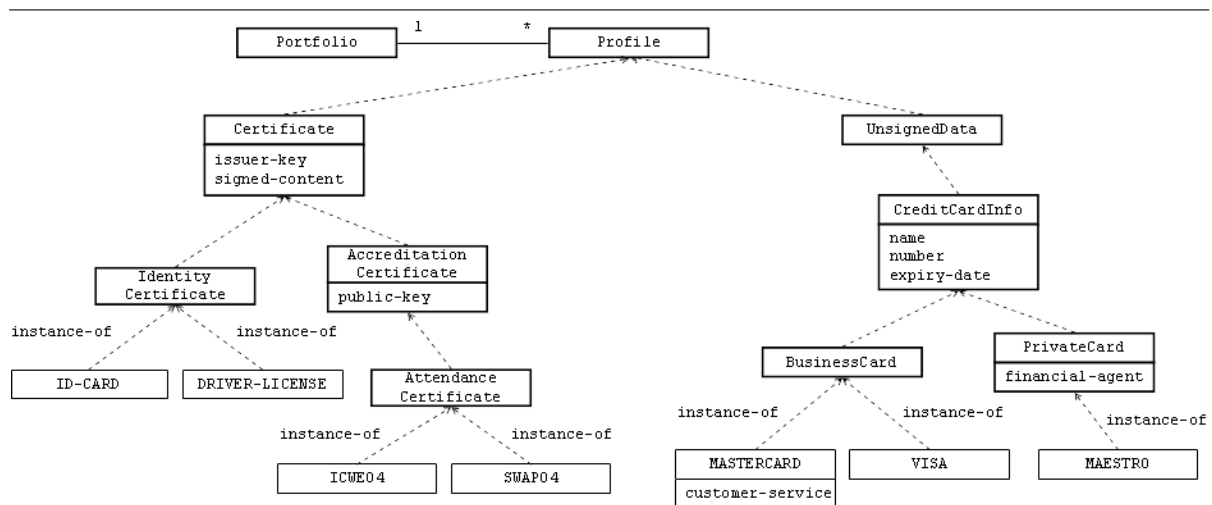 1 *
Portfolio Profile
Certificate UnsignedData
issuer-key
signed-content
CreditCardInfo
name
number
expiry-date
Accreditation
Certificate
public-key
Identity
Certificate
instance-of instance-of
PrivateCard
financial-agent
BusinessCard
ID-CARD DRIVER-LICENSE
Attendance
Certificate
instance-of instance-of
instance-of instance-of instance-of
ICWE04 SWAP04
MASTERCARD VISA MAESTRO
customer-service